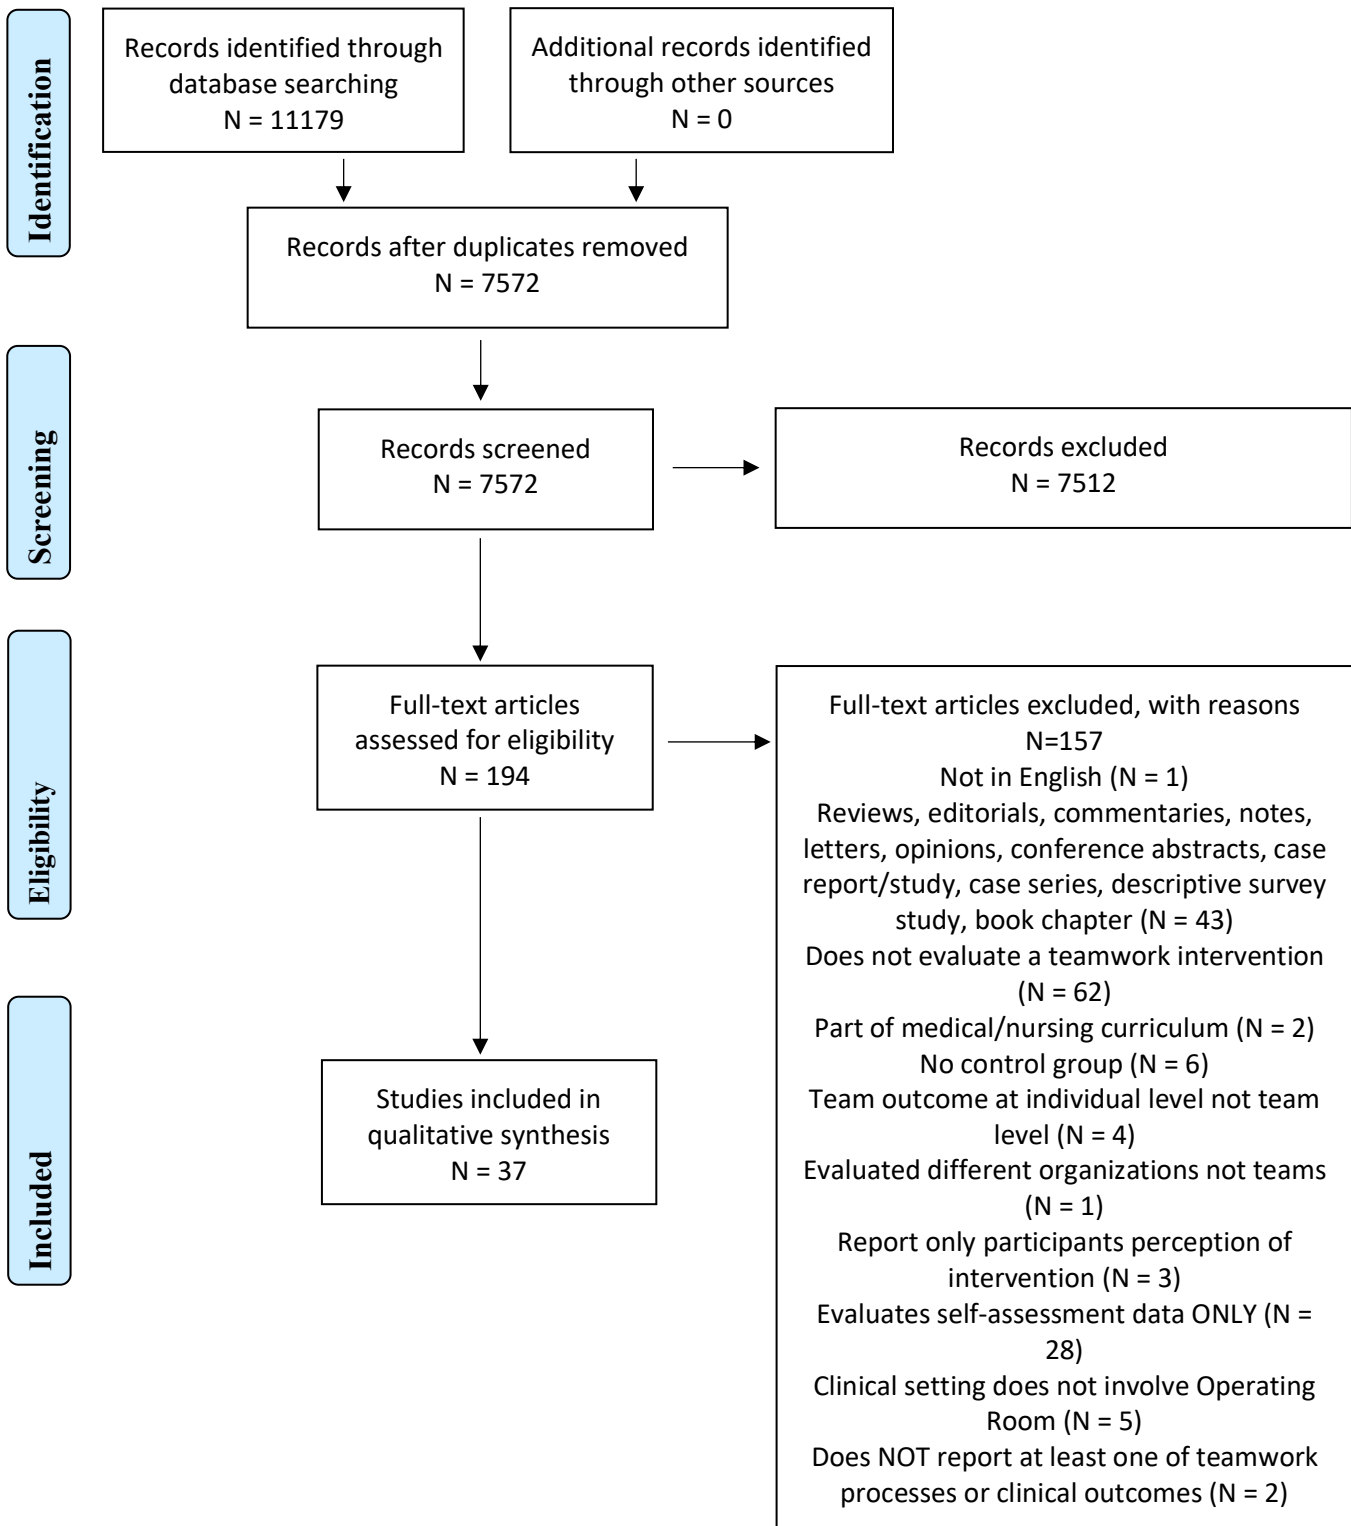 Identification
Records identified through
database searching
N = 11179
Additional records identified
through other sources
N = 0
Records after duplicates removed
N = 7572
Screening
Records screened
N = 7572
Records excluded
N = 7512
Eligibility
Full-text articles
assessed for eligibility
N = 194
Full-text articles excluded, with reasons
N=157
Not in English (N = 1)
Reviews, editorials, commentaries, notes,
letters, opinions, conference abstracts, case
report/study, case series, descriptive survey
study, book chapter (N = 43)
Does not evaluate a teamwork intervention
(N = 62)
Part of medical/nursing curriculum (N = 2)
No control group (N = 6)
Team outcome at individual level not team
level (N = 4)
Evaluated different organizations not teams
(N = 1)
Report only participants perception of
intervention (N = 3)
Evaluates self-assessment data ONLY (N =
28)
Clinical setting does not involve Operating
Room (N = 5)
Does NOT report at least one of teamwork
processes or clinical outcomes (N = 2)
Included
Studies included in
qualitative synthesis
N = 37